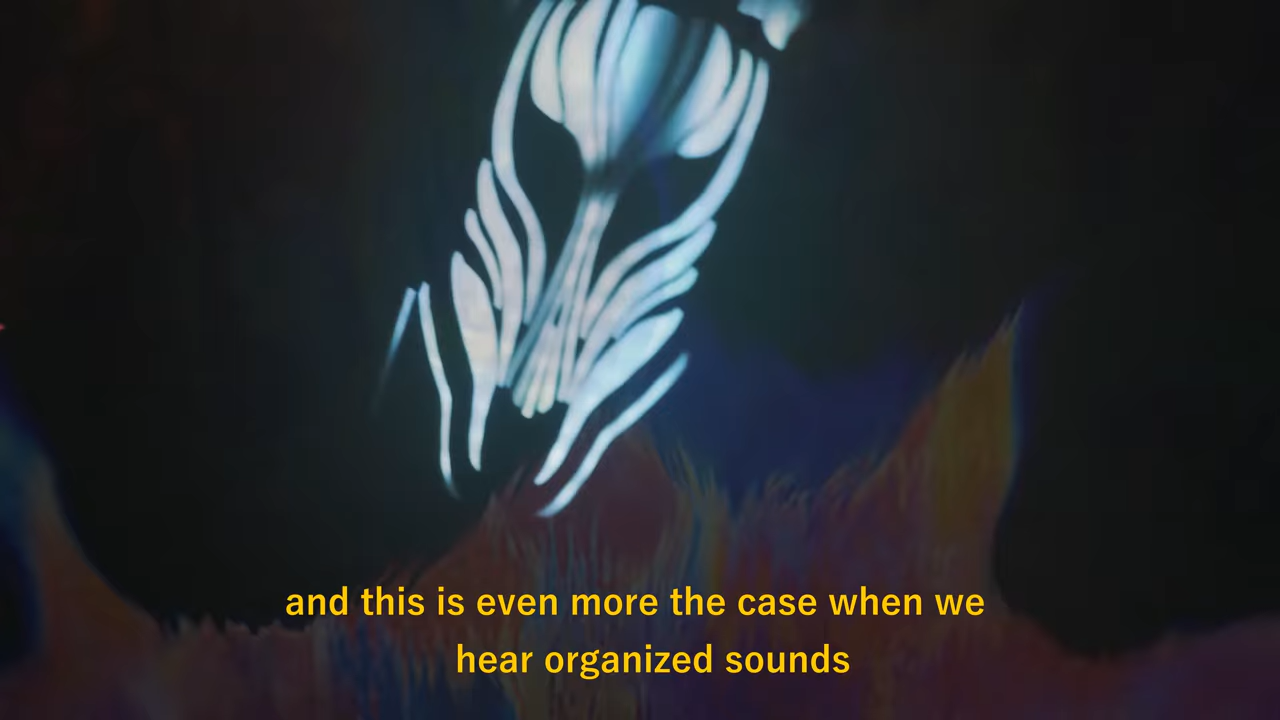 and this is even more the case when we
hear organized sounds